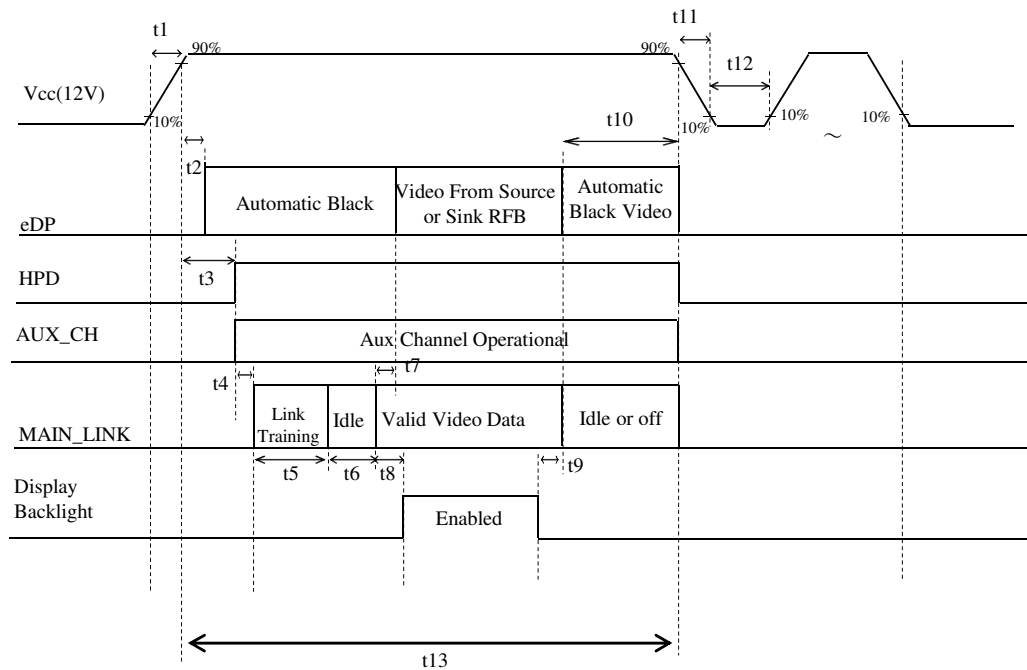 t1
t11
90%
90%
t12
Vcc(12V)
10%
10%
10%
10%
t10
~
t2
Automatic Black
Video From Source
or Sink RFB
Automatic
Black Video
eDP
t3
HPD
AUX_CH
Aux Channel Operational
t7
t4
Link
Training
Idle
Valid Video Data
Idle or off
MAIN_LINK
t5
t6
t8
t9
Display
Backlight
Enabled
t13